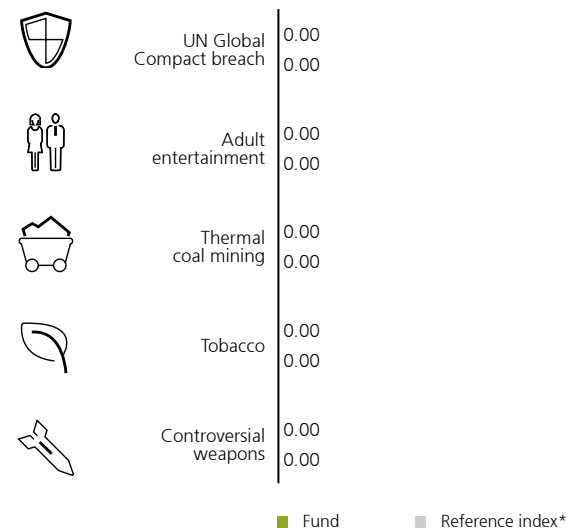 UN Global
Compact breach
0.00
0.00
Adult
entertainment
0.00
0.00
Thermal
coal mining
0.00
0.00
Tobacco
0.00
0.00
Controversial
weapons
0.00
0.00
Fund
Reference index*